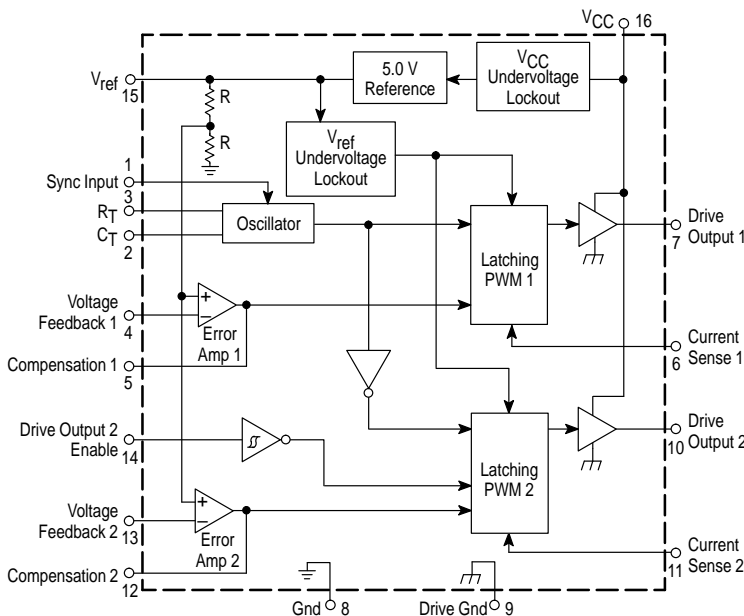 VCC 16
Vref
15
R
R
5.0 V
Reference
VCC
Undervoltage
Lockout
Vref
Undervoltage
Lockout
1
Sync Input
3
RT
CT
2
Oscillator
Latching
PWM 1
Drive
Output 1
7
Voltage
Feedback 1
4
+
−
Error
Amp 1
Compensation 1
5
Current
Sense 1
6
Drive Output 2
Enable
14
Latching
PWM 2
Drive
Output 2
10
Voltage
Feedback 2
13
+
−
Error
Amp 2
Compensation 2
12
Current
Sense 2
11
Gnd 8
Drive Gnd 9